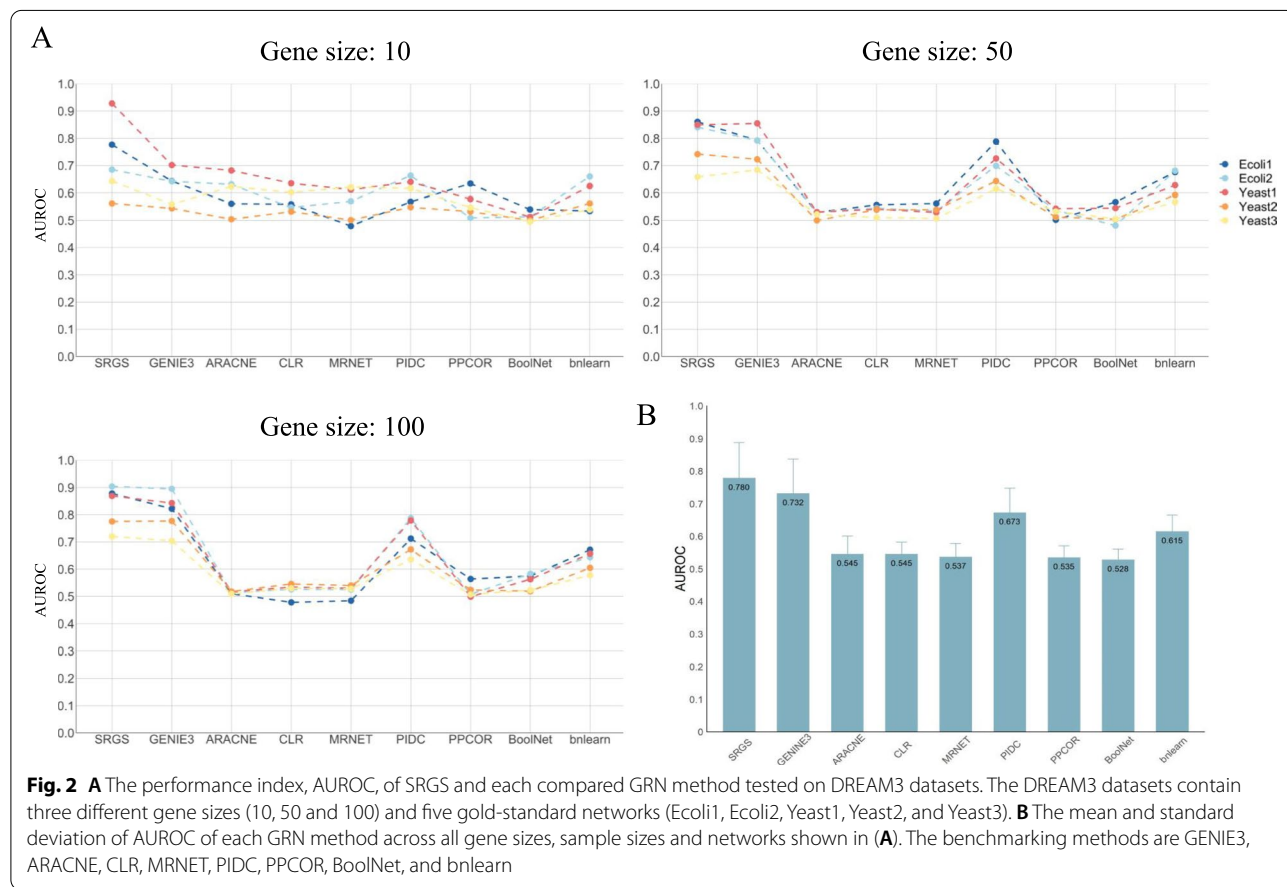 A
Gene size: 10
AUROC
1.0
0.9
0.8
0.7
0.6
0.5
0.4
0.3
0.2
0.1
0.0
SRGS GENIE3 ARACNE CLR MRNET PIDC PPCOR BoolNet bnlearn
Gene size: 50
1.0
0.9
0.8
0.7
0.6
0.5
0.4
0.3
0.2
0.1
0.0
SRGS GENIE3 ARACNE CLR MRNET PIDC PPCOR BoolNet bnlearn
Ecoli1
Ecoli2
Yeast1
Yeast2
Yeast3
Gene size: 100
AUROC
1.0
0.9
0.8
0.7
0.6
0.5
0.4
0.3
0.2
0.1
0.0
SRGS GENIE3 ARACNE CLR MRNET PIDC PPCOR BoolNet bnlearn
B
AUROC
1.0
0.9
0.8
0.7
0.6
0.5
0.4
0.3
0.2
0.1
0
0.780 0.732 0.545 0.545 0.537 0.673 0.535 0.528 0.615
SRGS GENINE3 ARACNE CLR MRNET PIDC PPCOR BoolNet bnlearn
Fig. 2 A The performance index, AUROC, of SRGS and each compared GRN method tested on DREAM3 datasets. The DREAM3 datasets contain
three different gene sizes (10, 50 and 100) and five gold-standard networks (Ecoli1, Ecoli2, Yeast1, Yeast2, and Yeast3). B The mean and standard
deviation of AUROC of each GRN method across all gene sizes, sample sizes and networks shown in (A). The benchmarking methods are GENIE3,
ARACNE, CLR, MRNET, PIDC, PPCOR, BoolNet, and bnlearn